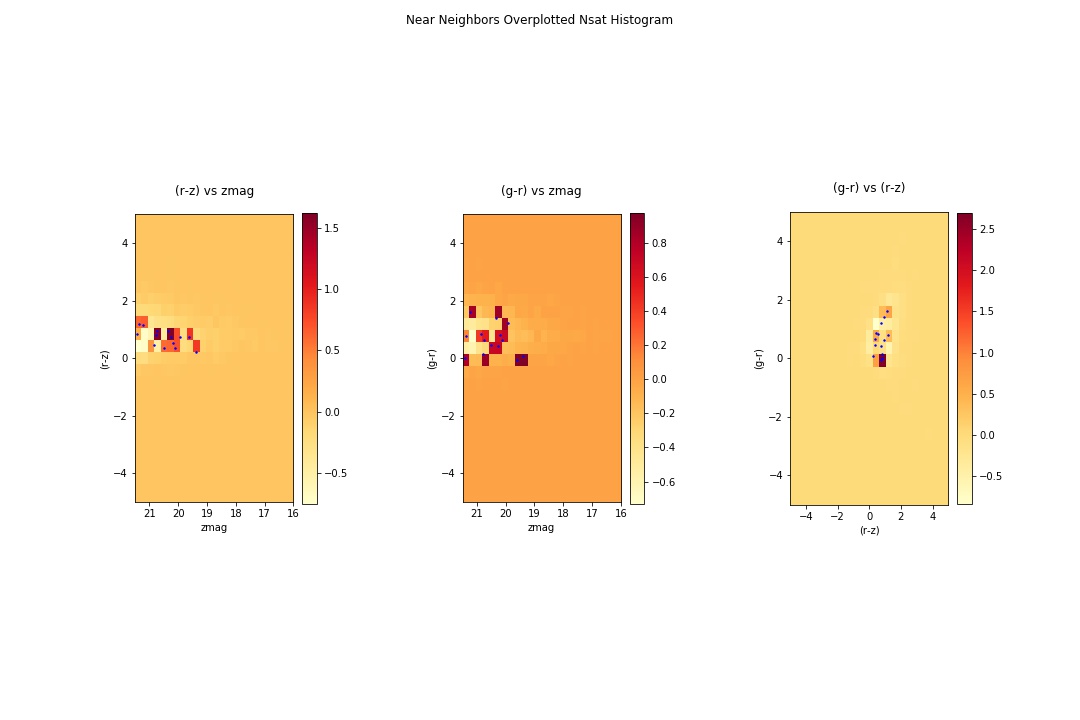 Near Neighbors Overplotted Nsat Histogram
(r-z) vs zmag
4
2
0
−2
−4
(r-z)
21 20 19 18 17 16
zmag
1.5
1.0
0.5
0.0
−0.5
(g-r) vs zmag
4
2
0
−2
−4
(g-r)
21 20 19 18 17 16
zmag
0.8
0.6
0.4
0.2
0.0
−0.2
−0.4
−0.6
(g-r) vs (r-z)
4
2
0
−2
−4
(g-r)
−4 −2 0 2 4
(r-z)
2.5
2.0
1.5
1.0
0.5
0.0
−0.5